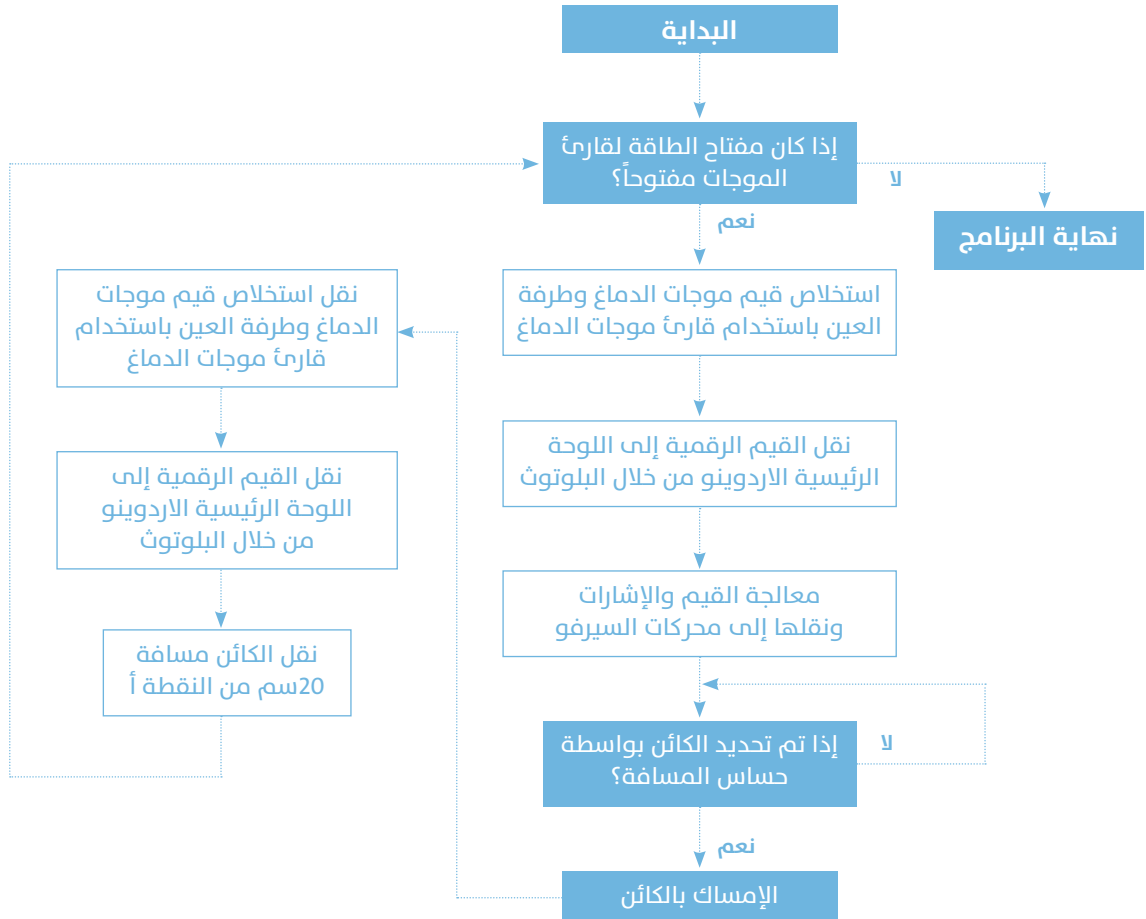 البداية
إذا كان مفتاح الطاقة لقارئ
الموجات مفتوحاً؟
لا
نهاية البرنامج
نعم
استخلاص قيم موجات الدماغ وطرفة
العين باستخدام قارئ موجات الدماغ
نقل القيم الرقمية إلى اللوحة
الرئيسية الاردوينو من خلال البلوتوث
معالجة القيم والإشارات
ونقلها إلى محركات السيرفو
إذا تم تحديد الكائن بواسطة
حساس المسافة؟
لا
نعم
الإمساك بالكائن
نقل استخلاص قيم موجات
الدماغ وطرفة العين باستخدام
قارئ موجات الدماغ
نقل القيم الرقمية إلى
اللوحة الرئيسية الاردوينو
من خلال البلوتوث
نقل الكائن مسافة
20سم من النقطة أ